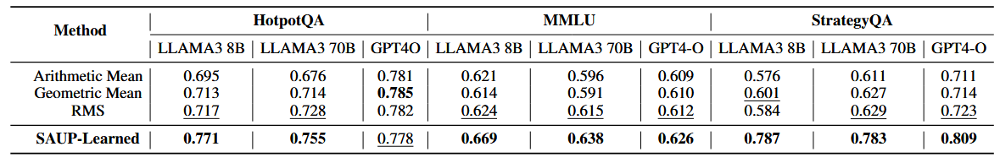 Method HotpotQA MMLU StrategyQA
LLAMA3 8B LLAMA3 70B GPT4O LLAMA3 8B LLAMA3 70B GPT4-O LLAMA3 8B LLAMA3 70B GPT4-O
Arithmetic Mean 0.695 0.676 0.781 0.621 0.596 0.609 0.576 0.611 0.711
Geometric Mean 0.713 0.714 0.785 0.614 0.591 0.610 0.601 0.627 0.714
RMS 0.717 0.728 0.782 0.624 0.615 0.612 0.584 0.629 0.723
SAUP-Learned 0.771 0.755 0.778 0.669 0.638 0.626 0.787 0.783 0.809